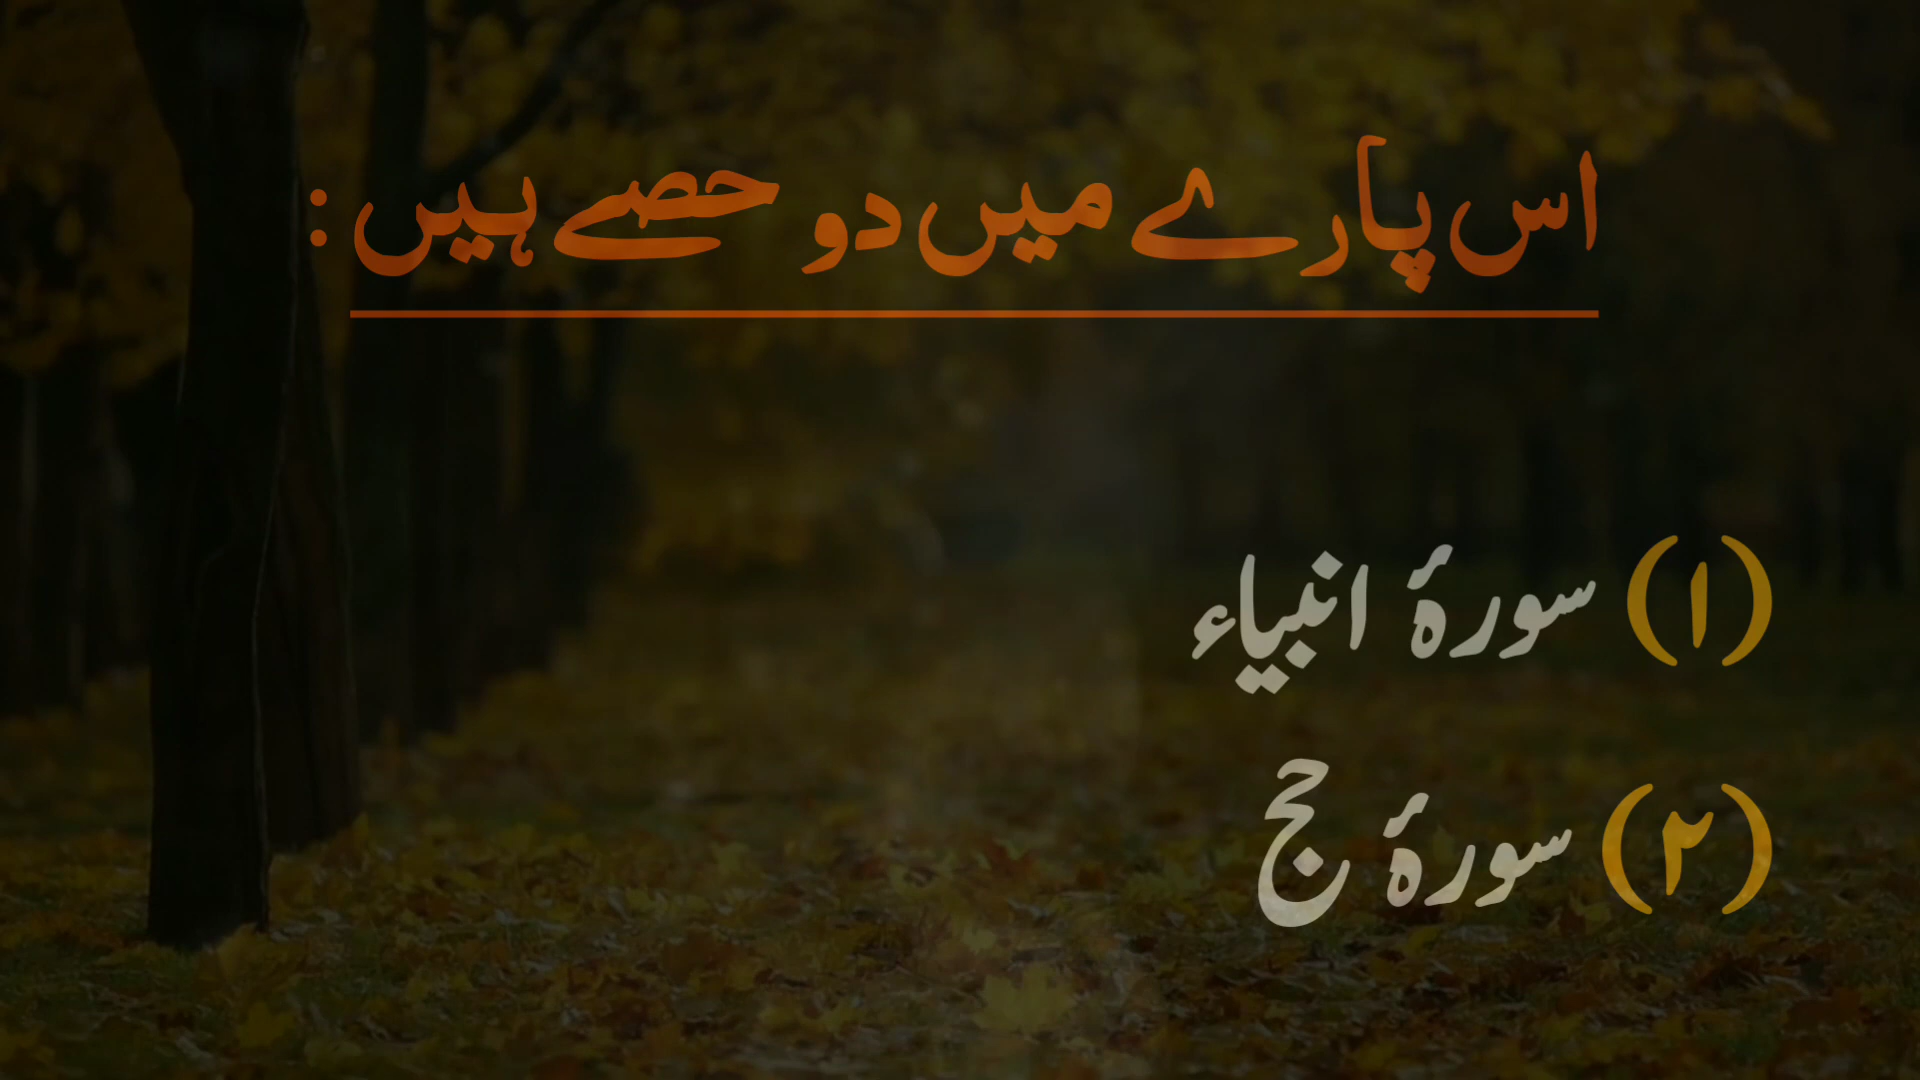 اس پارے میں دو حصے ہیں :
(۱) سورۂ انبیاء
(۲) سورۂ حج